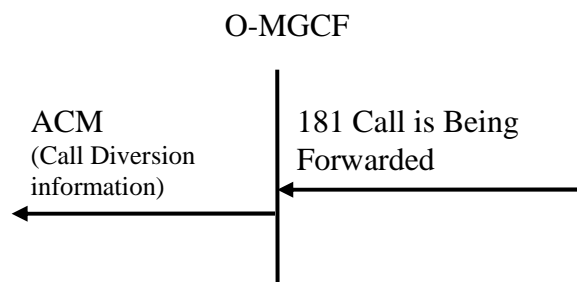 O-MGCF
ACM
(Call Diversion
information)
181 Call is Being
Forwarded